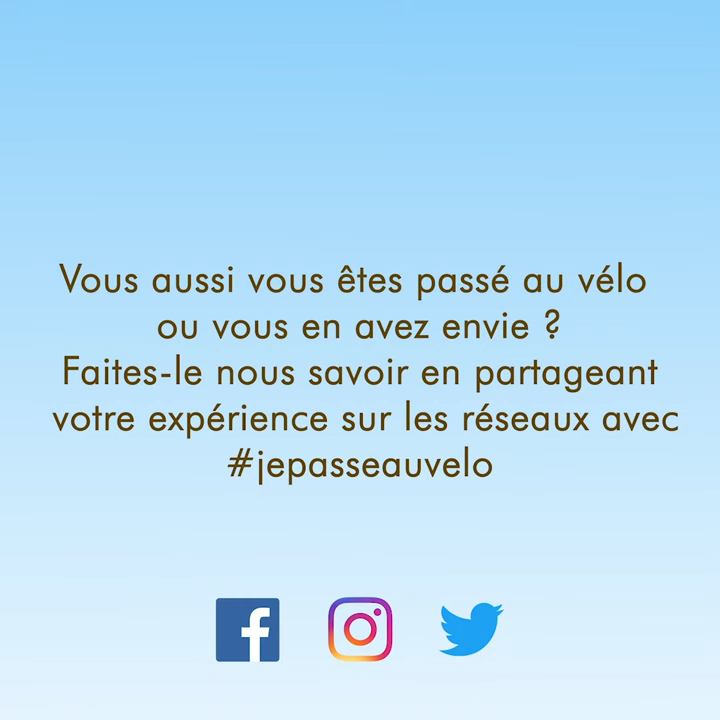 Vous aussi vous êtes passé au vélo
ou vous en avez envie ?
Faites-le nous savoir en partageant
votre expérience sur les réseaux avec
#jepasseauvelo